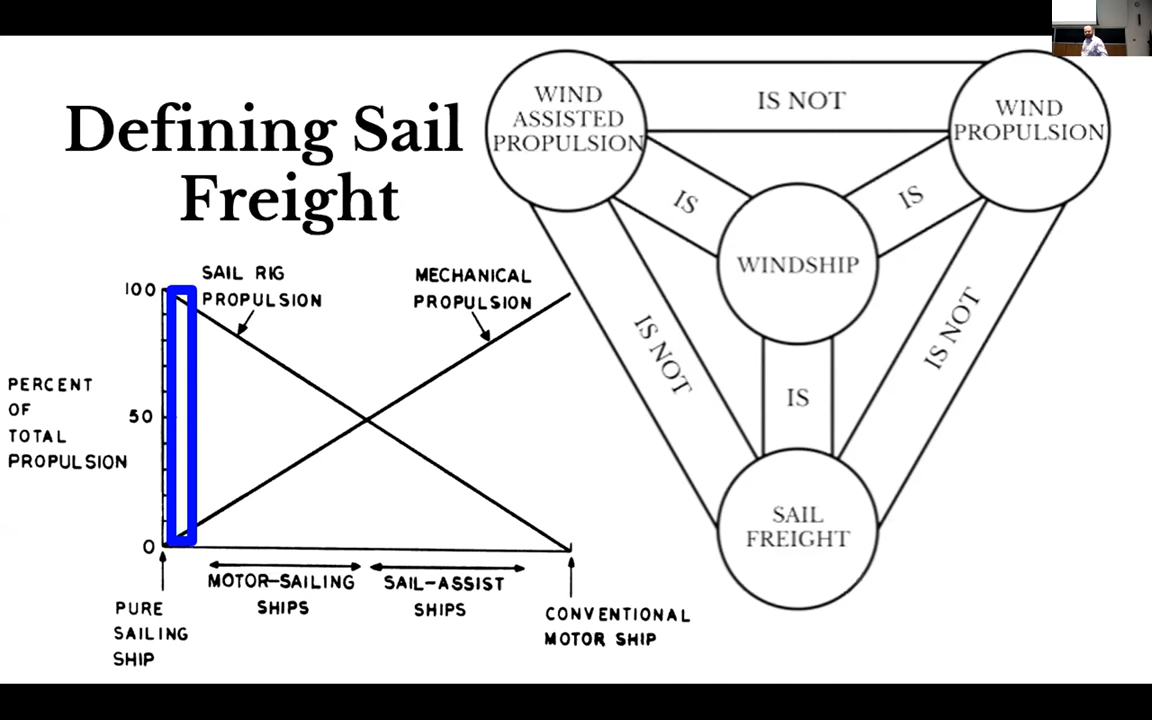 Defining Sail
Freight
WIND
ASSISTED
PROPULSION
IS NOT
WIND
PROPULSION
IS
IS
WINDSHIP
IS NOT
IS NOT
IS
SAIL
FREIGHT
SAIL RIG
PROPULSION
MECHANICAL
PROPULSION
100
50
0
PERCENT
OF
TOTAL
PROPULSION
MOTOR-SAILING
SHIPS
SAIL-ASSIST
SHIPS
PURE
SAILING
SHIP
CONVENTIONAL
MOTOR SHIP